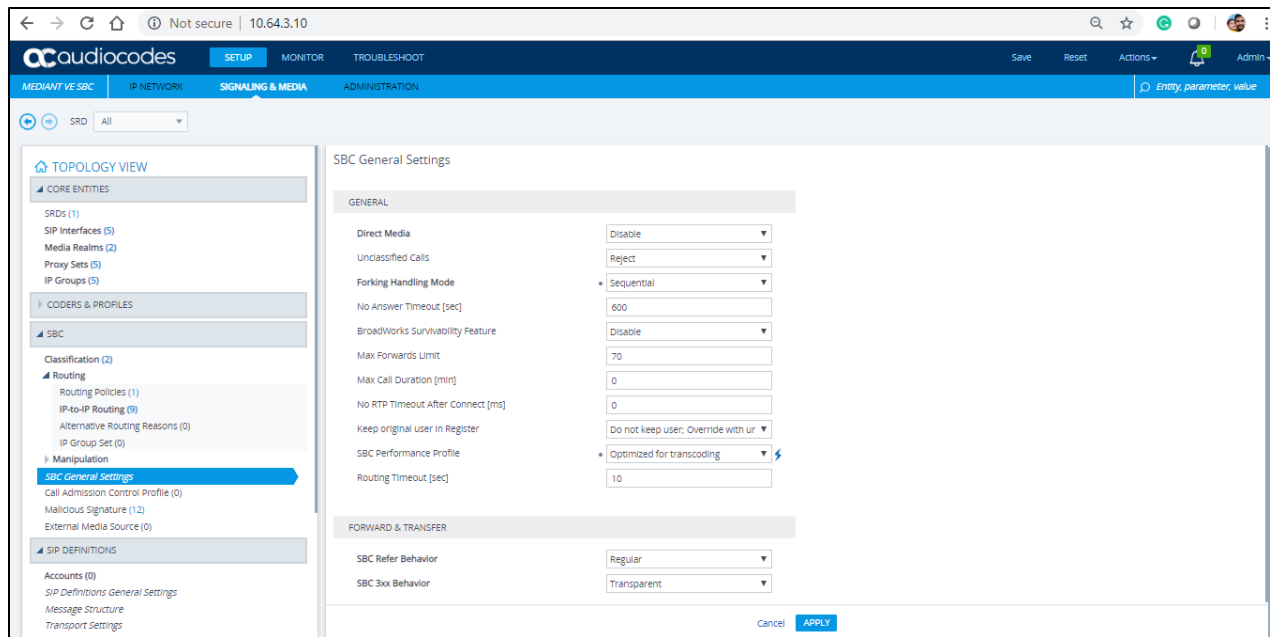 Not secure | 10.64.3.10
audiocodes SETUP MONITOR TROUBLESHOOT Save Reset Actions 0 Admin
MEDIANT VE SBC IP NETWORK SIGNALING & MEDIA ADMINISTRATION Entity, parameter, value
SRD All
TOPOLOGY VIEW
CORE ENTITIES
SRDs (1)
SIP Interfaces (5)
Media Realms (2)
Proxy Sets (5)
IP Groups (5)
CODERS & PROFILES
SBC
Classification (2)
Routing
Routing Policies (1)
IP-to-IP Routing (9)
Alternative Routing Reasons (0)
IP Group Set (0)
Manipulation
SBC General Settings
Call Admission Control Profile (0)
Malicious Signature (12)
External Media Source (0)
SIP DEFINITIONS
Accounts (0)
SIP Definitions General Settings
Message Structure
Transport Settings
SBC General Settings
GENERAL
Direct Media Disable
Unclassified Calls Reject
Forking Handling Mode Sequential
No Answer Timeout [sec] 600
BroadWorks Survivability Feature Disable
Max Forwards Limit 70
Max Call Duration [min] 0
No RTP Timeout After Connect [ms] 0
Keep original user in Register Do not keep user; Override with ur
SBC Performance Profile Optimized for transcoding
Routing Timeout [sec] 10
FORWARD & TRANSFER
SBC Refer Behavior Regular
SBC 3xx Behavior Transparent
Cancel APPLY